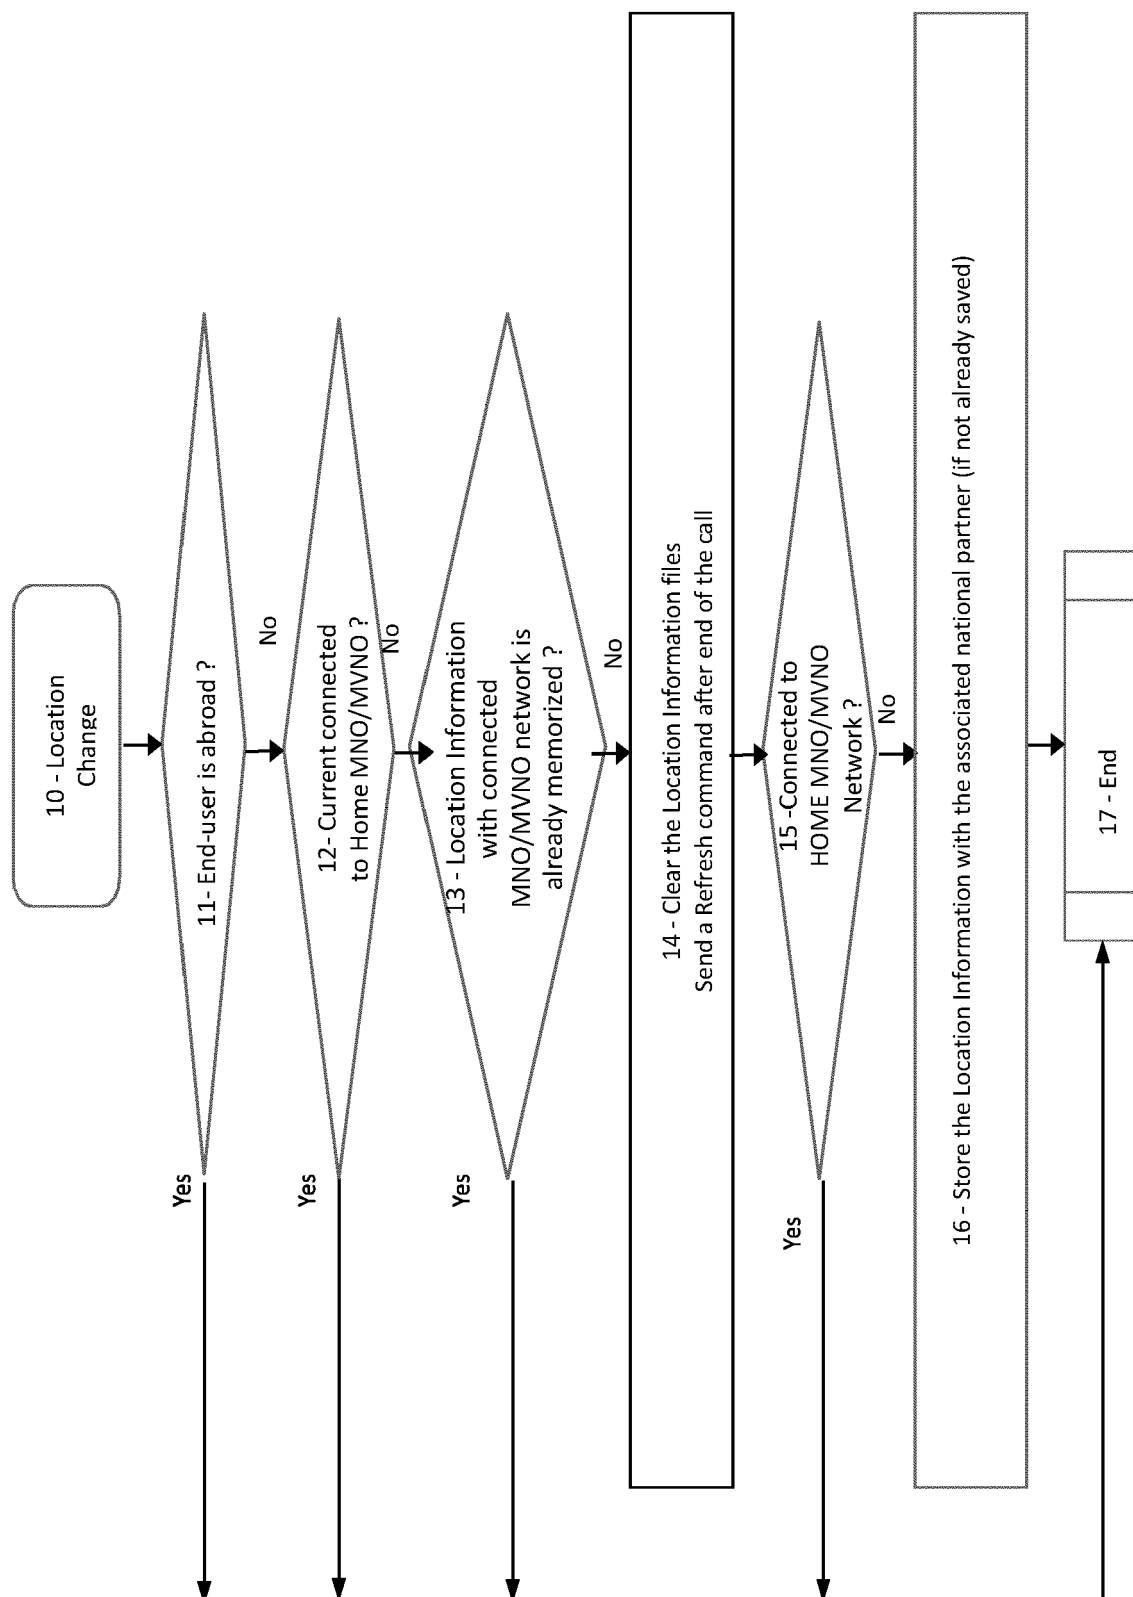 10 - Location
Change
11- End-user is abroad ?
Yes
No
12- Current connected
to Home MNO/MVNO ?
Yes
No
13 - Location Information
with connected
MNO/MVNO network is
already memorized ?
Yes
No
14 - Clear the Location Information files
Send a Refresh command after end of the call
15 -Connected to
HOME MNO/MVNO
Network ?
Yes
No
16 - Store the Location Information with the associated national partner (if not already saved)
17 - End